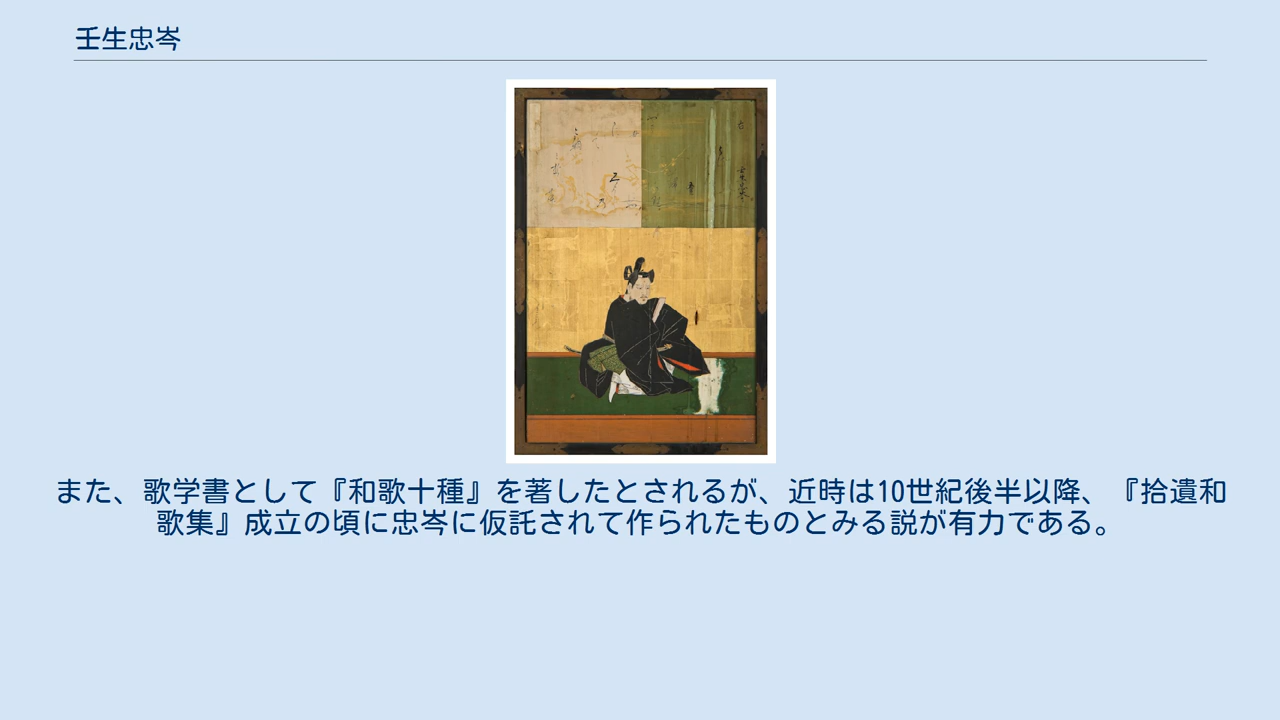 壬生忠岑
また、歌学書として『和歌十種』を著したとされるが、近時は10世紀後半以降、『拾遺和
歌集』成立の頃に忠岑に仮託されて作られたものとみる説が有力である。